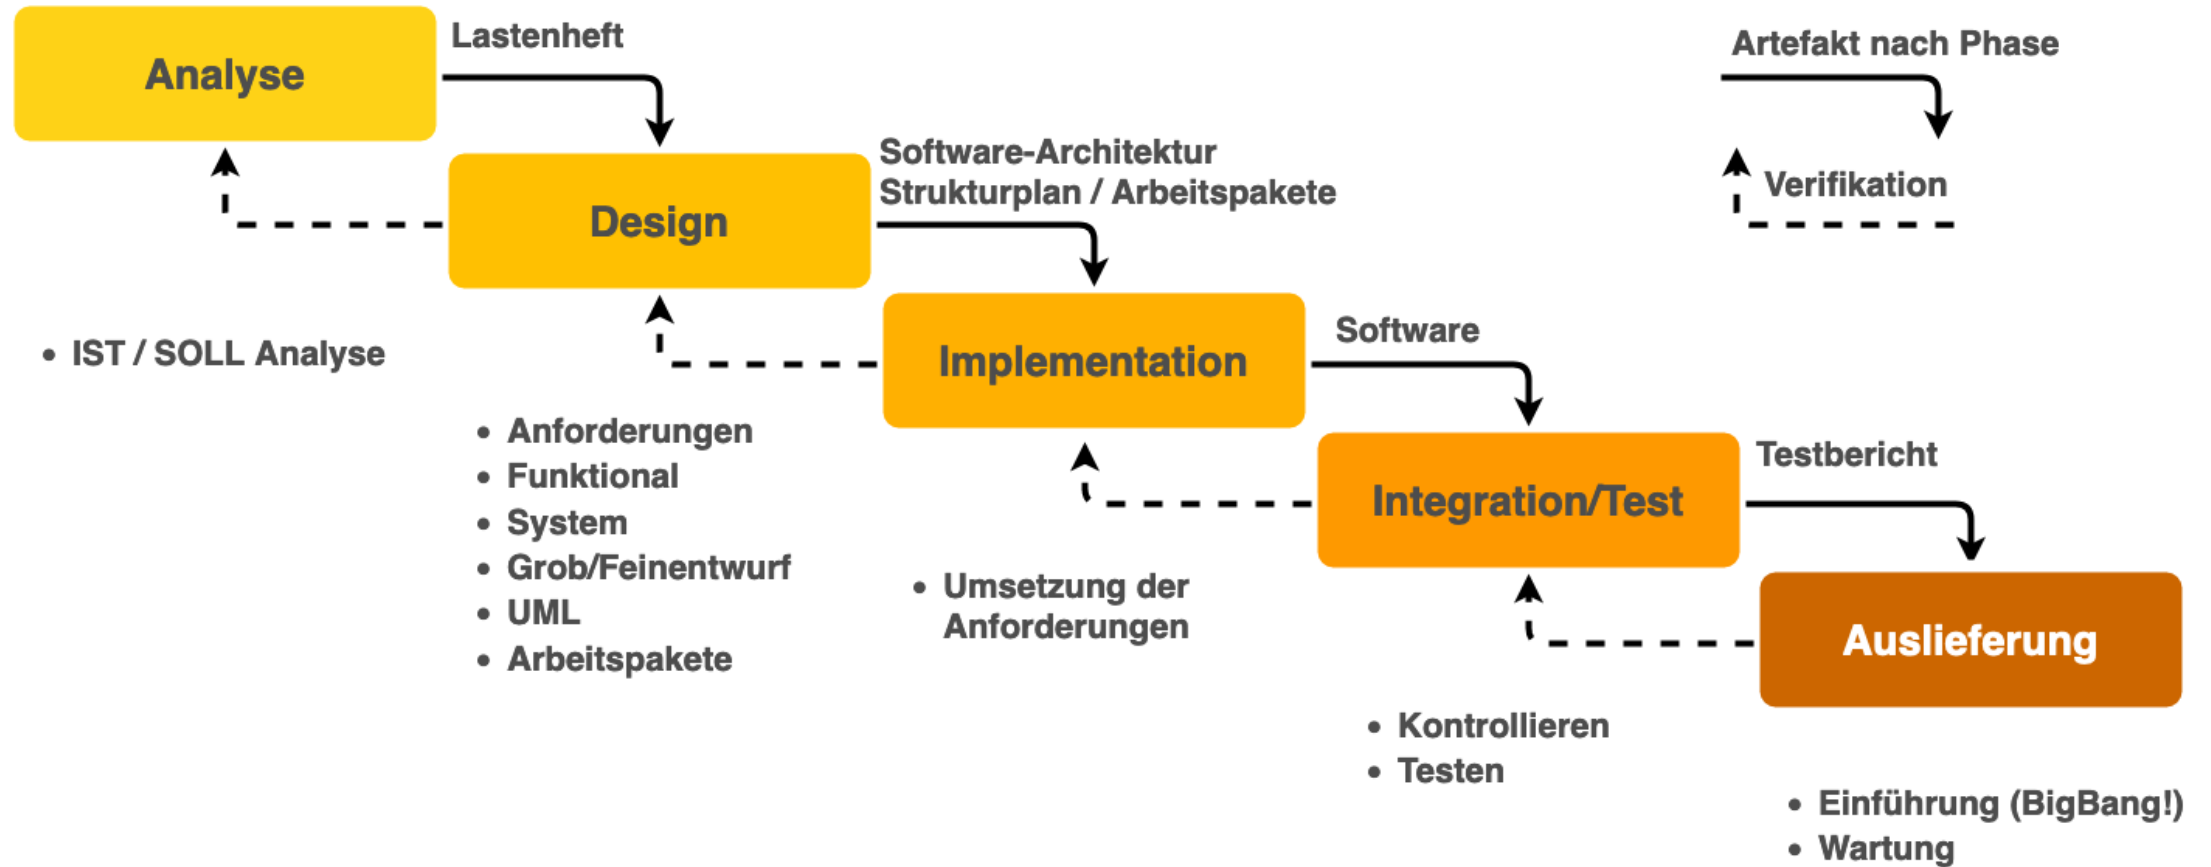 Analyse
Lastenheft
Artefakt nach Phase
Verifikation
Design
Software-Architektur
Strukturplan / Arbeitspakete
Implementation
Software
Integration/Test
Testbericht
Auslieferung
• IST / SOLL Analyse
• Anforderungen
• Funktional
• System
• Grob/Feinentwurf
• UML
• Arbeitspakete
• Umsetzung der
Anforderungen
• Kontrollieren
• Testen
• Einführung (BigBang!)
• Wartung